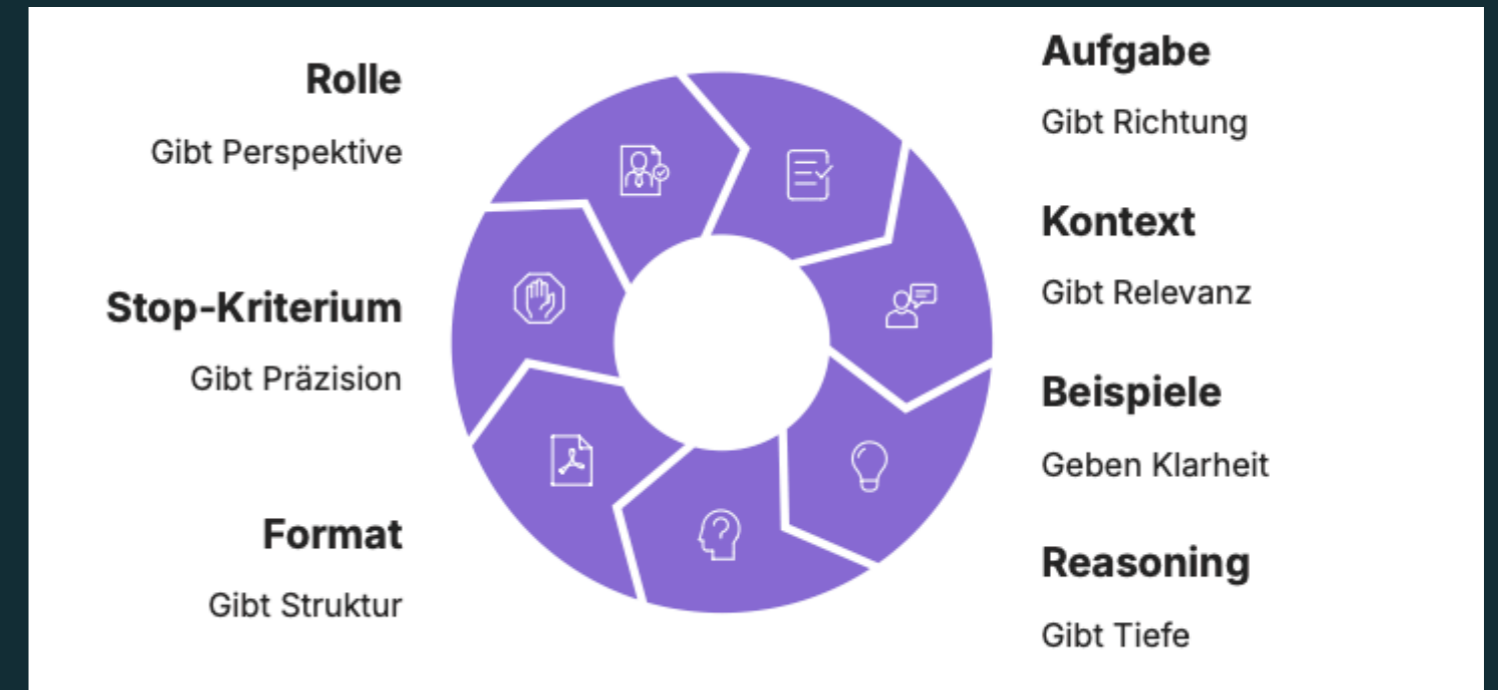 Rolle
Gibt Perspektive
Stop-Kriterium
Gibt Präzision
Format
Gibt Struktur
Aufgabe
Gibt Richtung
Kontext
Gibt Relevanz
Beispiele
Geben Klarheit
Reasoning
Gibt Tiefe